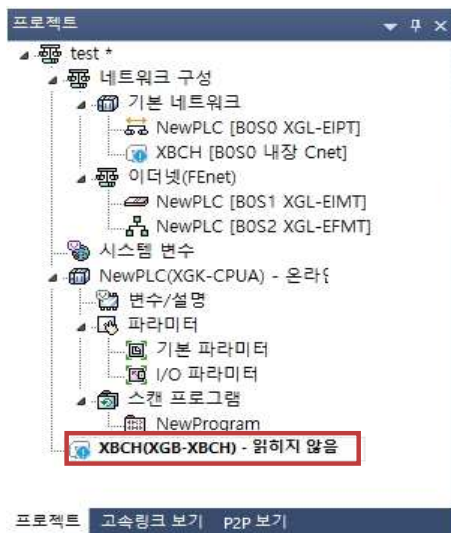 프로젝트
test *
네트워크 구성
기본 네트워크
NewPLC [B0S0 XGL-EIPT]
XBCH [B0S0 내장 Cnet]
이더넷(FEnet)
NewPLC [B0S1 XGL-EIMT]
NewPLC [B0S2 XGL-EFMT]
시스템 변수
NewPLC(XGK-CPUA) - 온라인
변수/설명
파라미터
기본 파라미터
I/O 파라미터
스캔 프로그램
NewProgram
XBCH(XGB-XBCH) - 읽히지 않음
프로젝트 고속링크 보기 P2P 보기